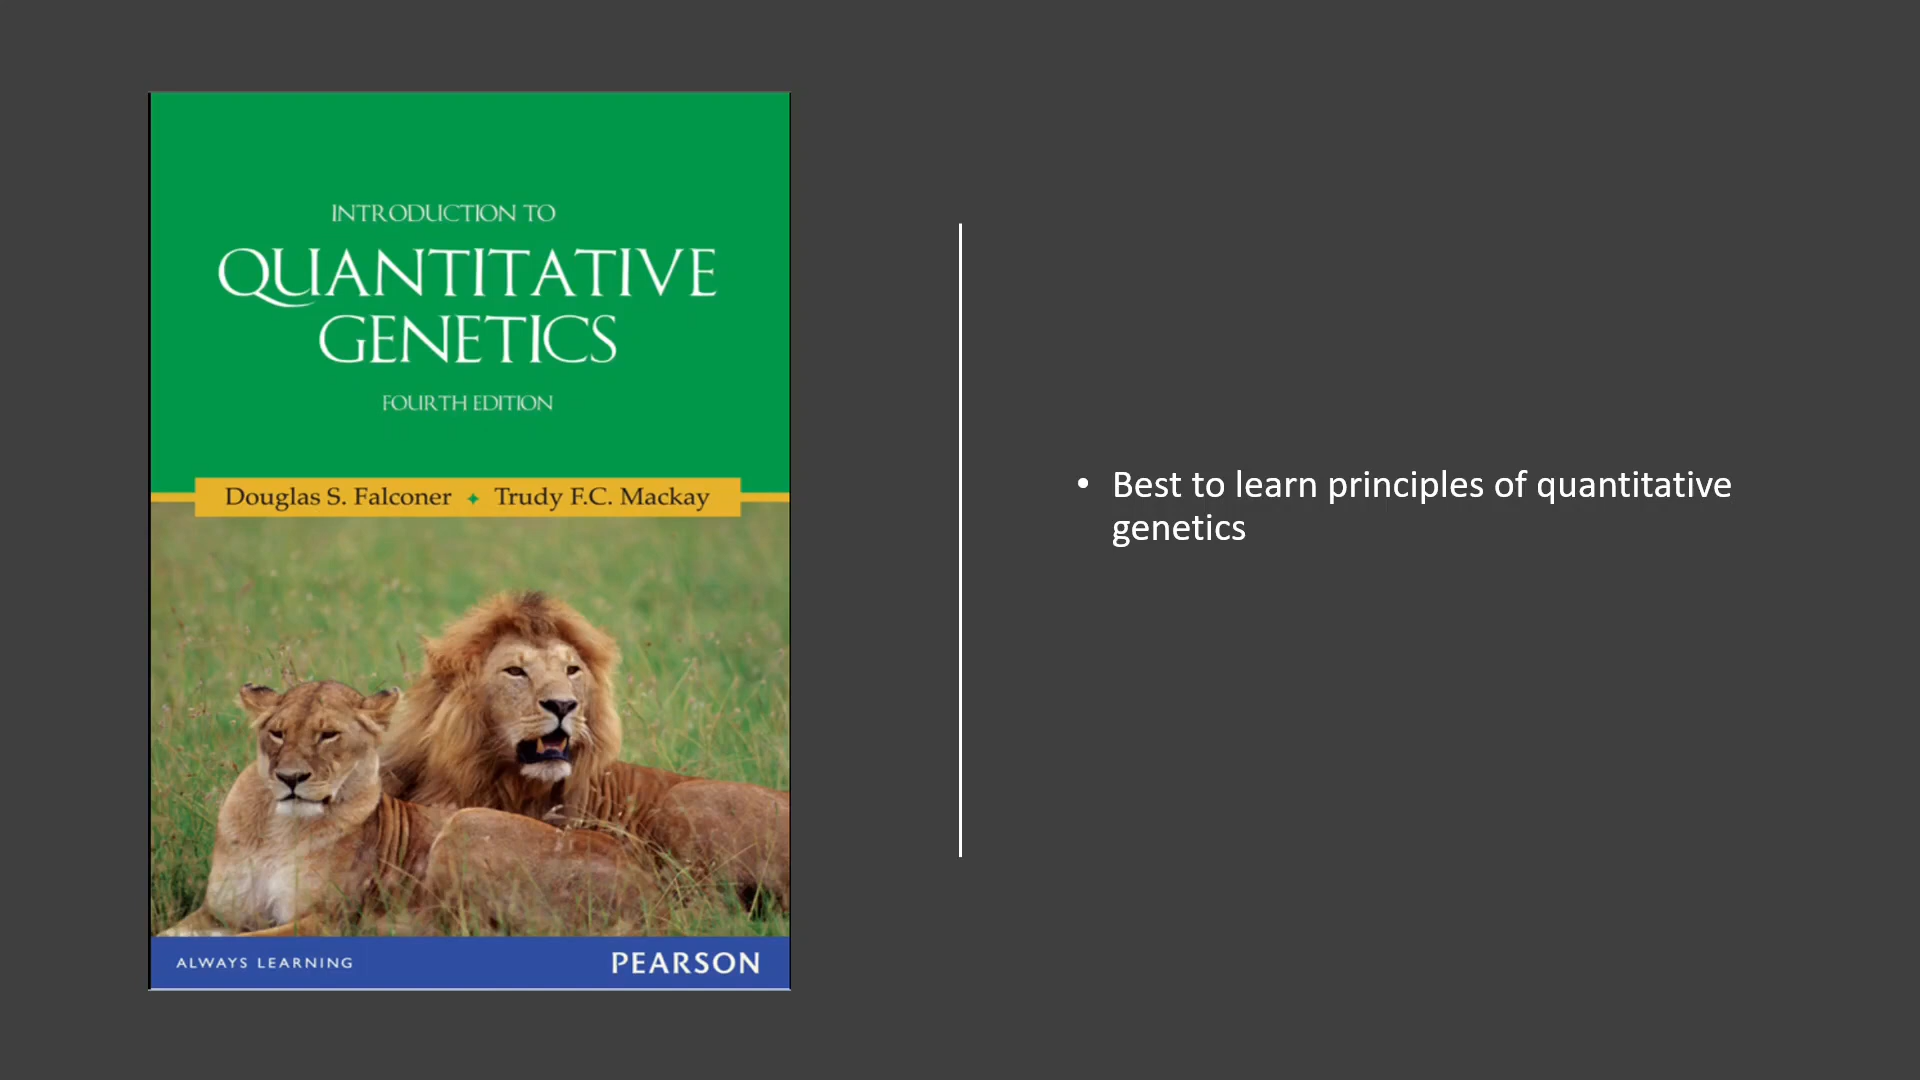 INTRODUCTION TO
QUANTITATIVE
GENETICS
FOURTH EDITION
Douglas S. Falconer ✦ Trudy F.C. Mackay
ALWAYS LEARNING
PEARSON
• Best to learn principles of quantitative
genetics